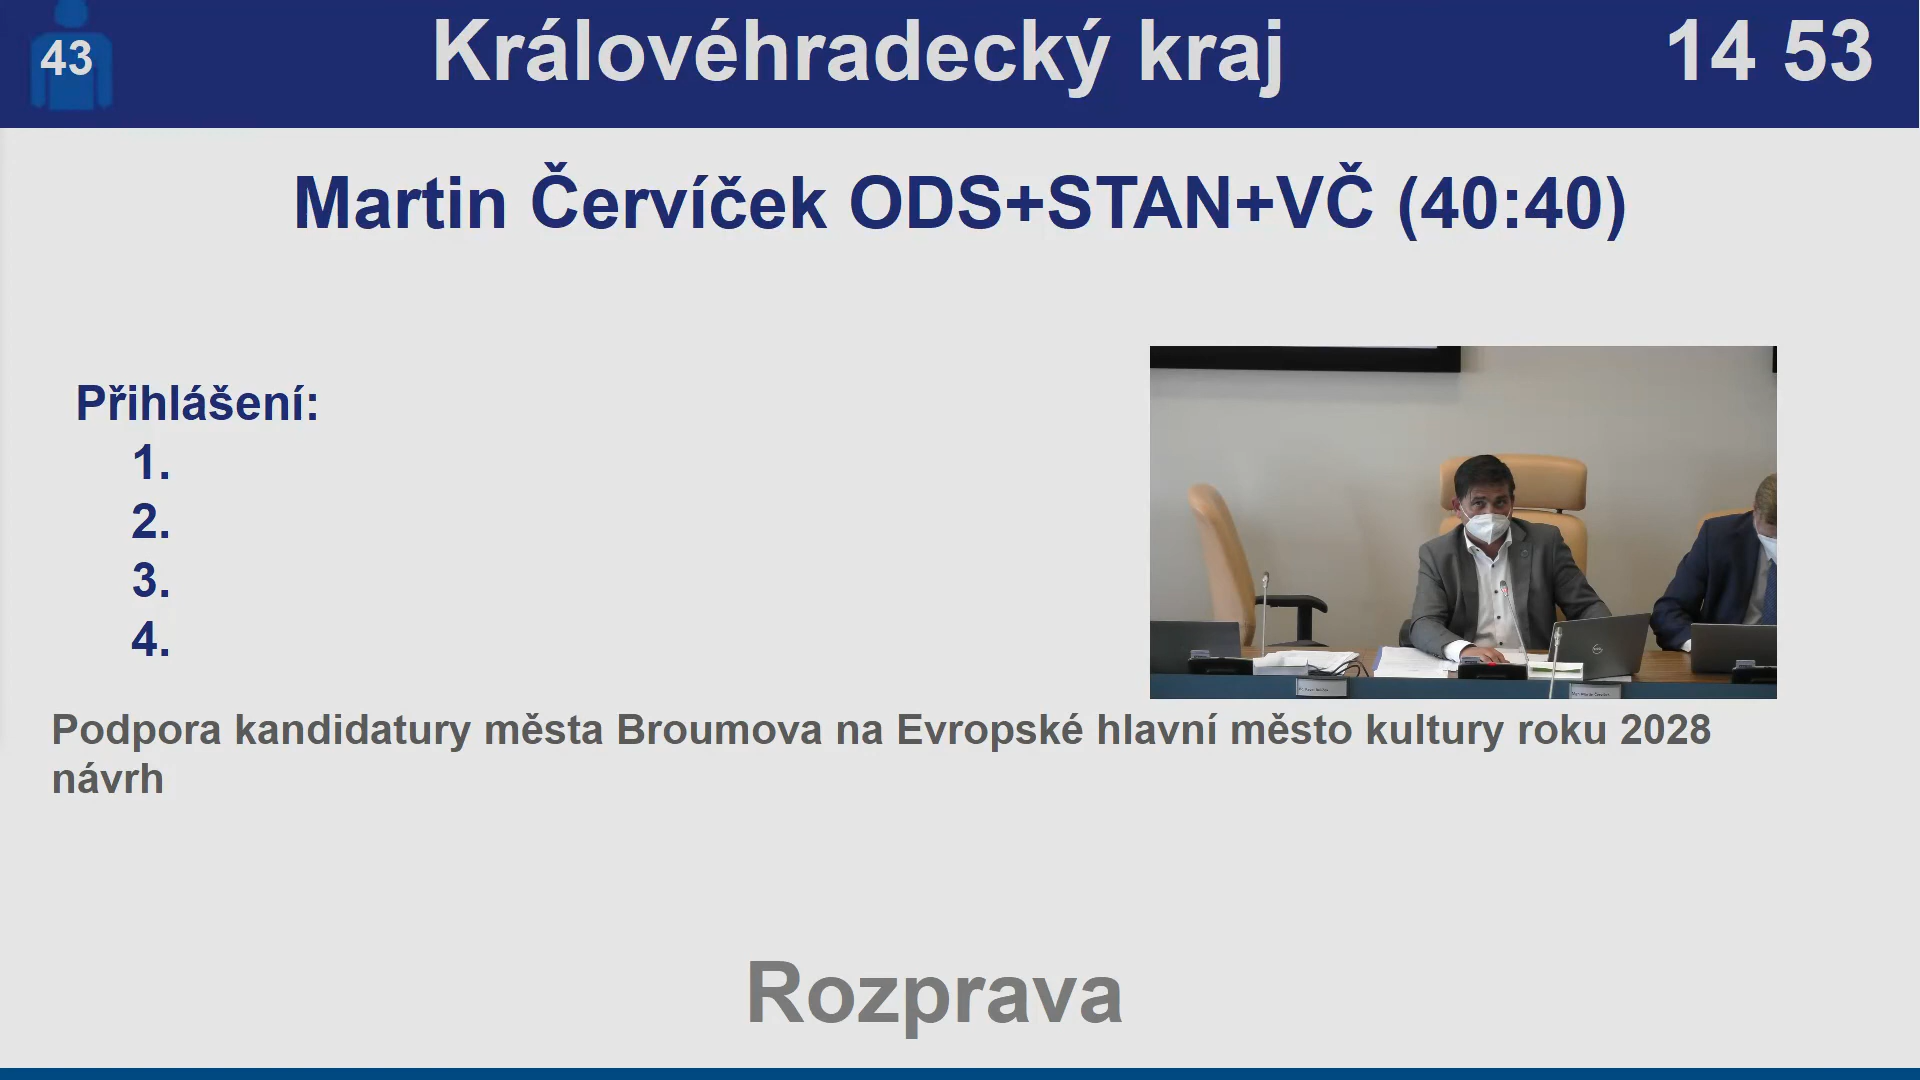 43
Královéhradecký kraj
14 53
Martin Červíček ODS+STAN+VČ (40:40)
Přihlášení:
1.
2.
3.
4.
Podpora kandidatury města Broumova na Evropské hlavní město kultury roku 2028
návrh
Rozprava